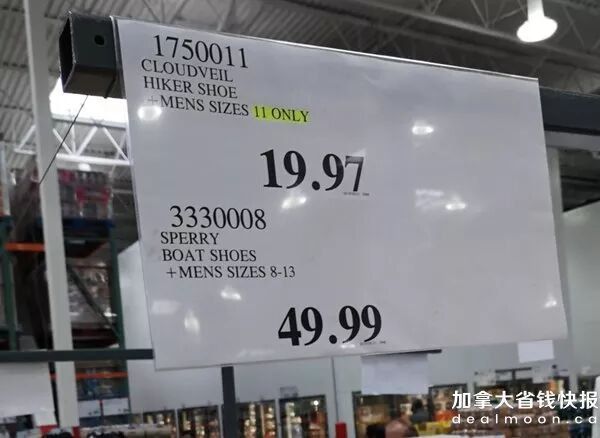 1750011
CLOUDVEIL
HIKER SHOE
+MENS SIZES 11 ONLY
19.97
3330008
SPERRY
BOAT SHOES
+MENS SIZES 8-13
49.99
加拿大省钱快报
dealmoon.ca